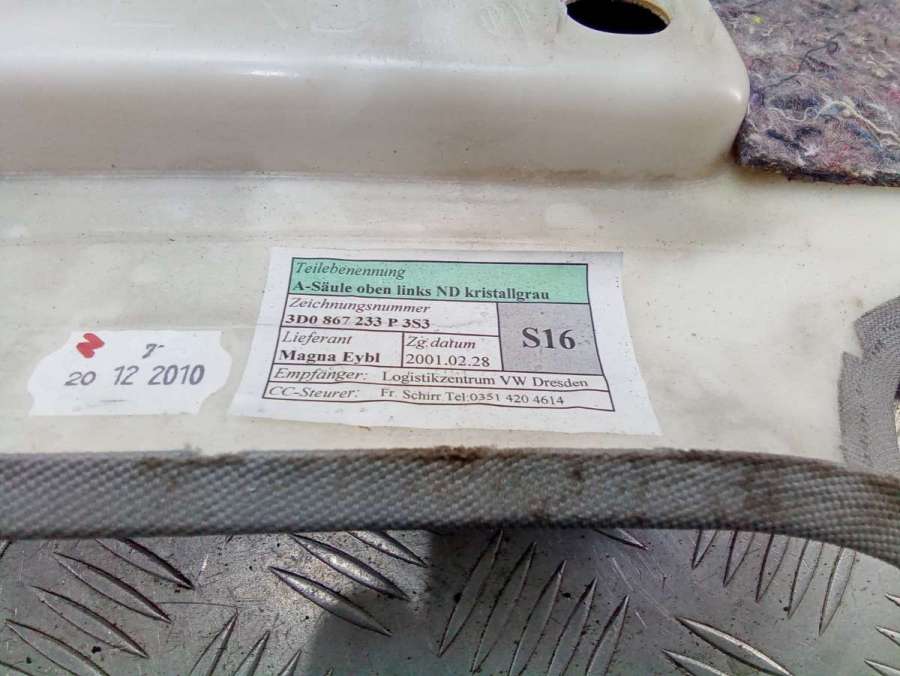 Teilebenennung
A-Säule oben links ND kristallgrau
Zeichnungsnummer
3D0 867 233 P 3S3
S16
Lieferant
Magna Eybl
Zg.datum
2001.02.28
Empfänger: Logistikzentrum VW Dresden
CC-Steurer: Fr. Schirr Tel:0351 420 4614
20 12 2010